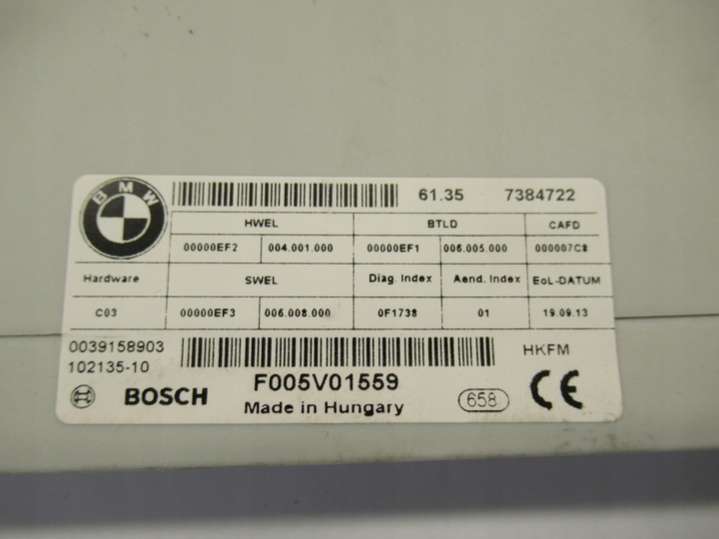 BMW
61.35 7384722
HWEL BTLD CAFD
00000EF2 004.001.000 00000EF1 006.005.000 000007C8
Hardware SWEL Diag. Index Aend. Index EoL-DATUM
C03 00000EF3 006.008.000 0F1738 01 19.09.13
0039158903 HKFM
102135-10
BOSCH F005V01559 658 CE
Made in Hungary